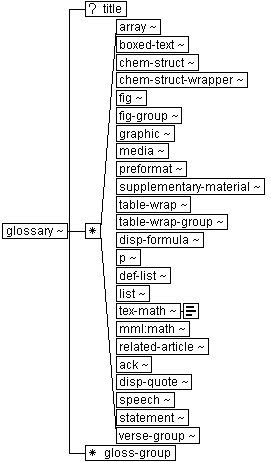 ? title
array ~
boxed-text ~
chem-struct ~
chem-struct-wrapper ~
fig ~
fig-group ~
graphic ~
media ~
preformat ~
supplementary-material ~
table-wrap ~
table-wrap-group ~
glossary ~
*
disp-formula ~
p ~
def-list ~
list ~
tex-math ~
mml:math ~
related-article ~
ack ~
disp-quote ~
speech ~
statement ~
verse-group ~
* gloss-group